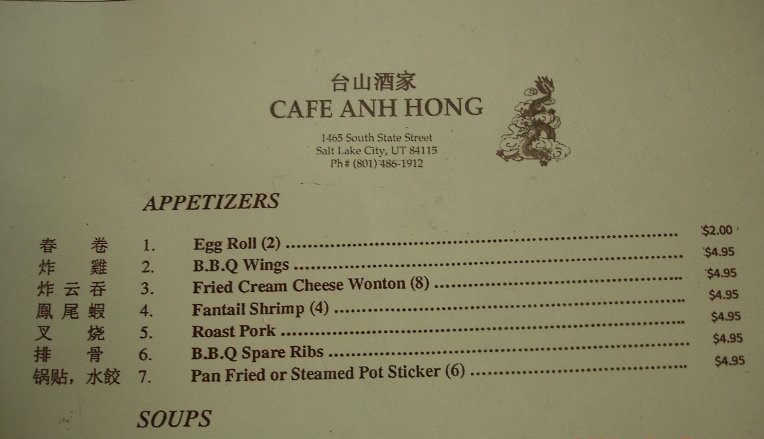 台山酒家
CAFE ANH HONG
1465 South State Street
Salt Lake City, UT 84115
Ph# (801) 486-1912
APPETIZERS
春 卷 1. Egg Roll (2) $2.00
炸 雞 2. B.B.Q Wings $4.95
炸 云 吞 3. Fried Cream Cheese Wonton (8) $4.95
鳳 尾 蝦 4. Fantail Shrimp (4) $4.95
叉 烧 5. Roast Pork $4.95
排 骨 6. B.B.Q Spare Ribs $4.95
锅贴，水餃 7. Pan Fried or Steamed Pot Sticker (6) $4.95
SOUPS